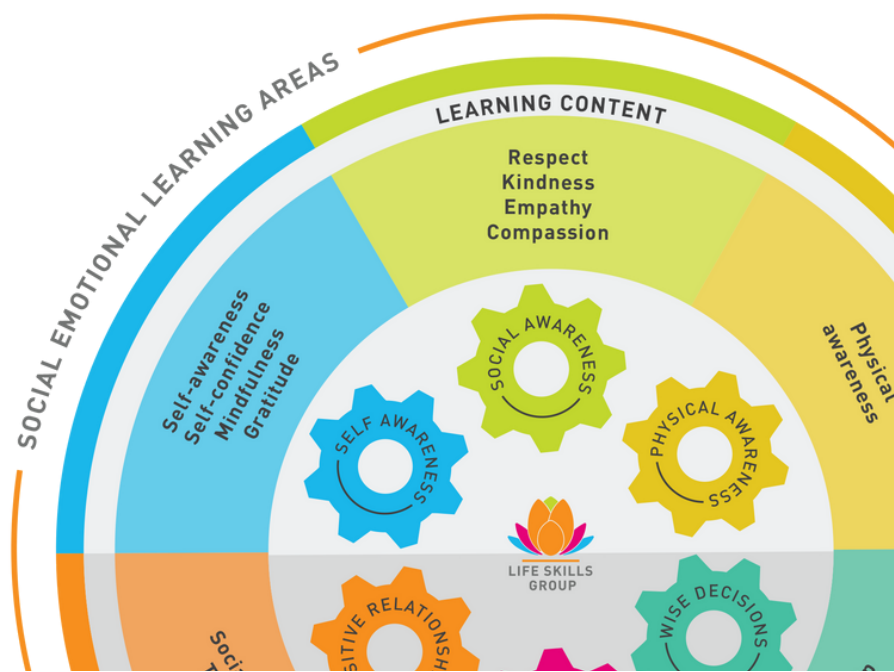 SOCIAL EMOTIONAL LEARNING AREAS
LEARNING CONTENT
Respect
Kindness
Empathy
Compassion
Self-awareness
Self-confidence
Mindfulness
Gratitude
Physical
awareness
SOCIAL AWARENESS
SELF AWARENESS
PHYSICAL AWARENESS
LIFE SKILLS
GROUP
WISE DECISIONS